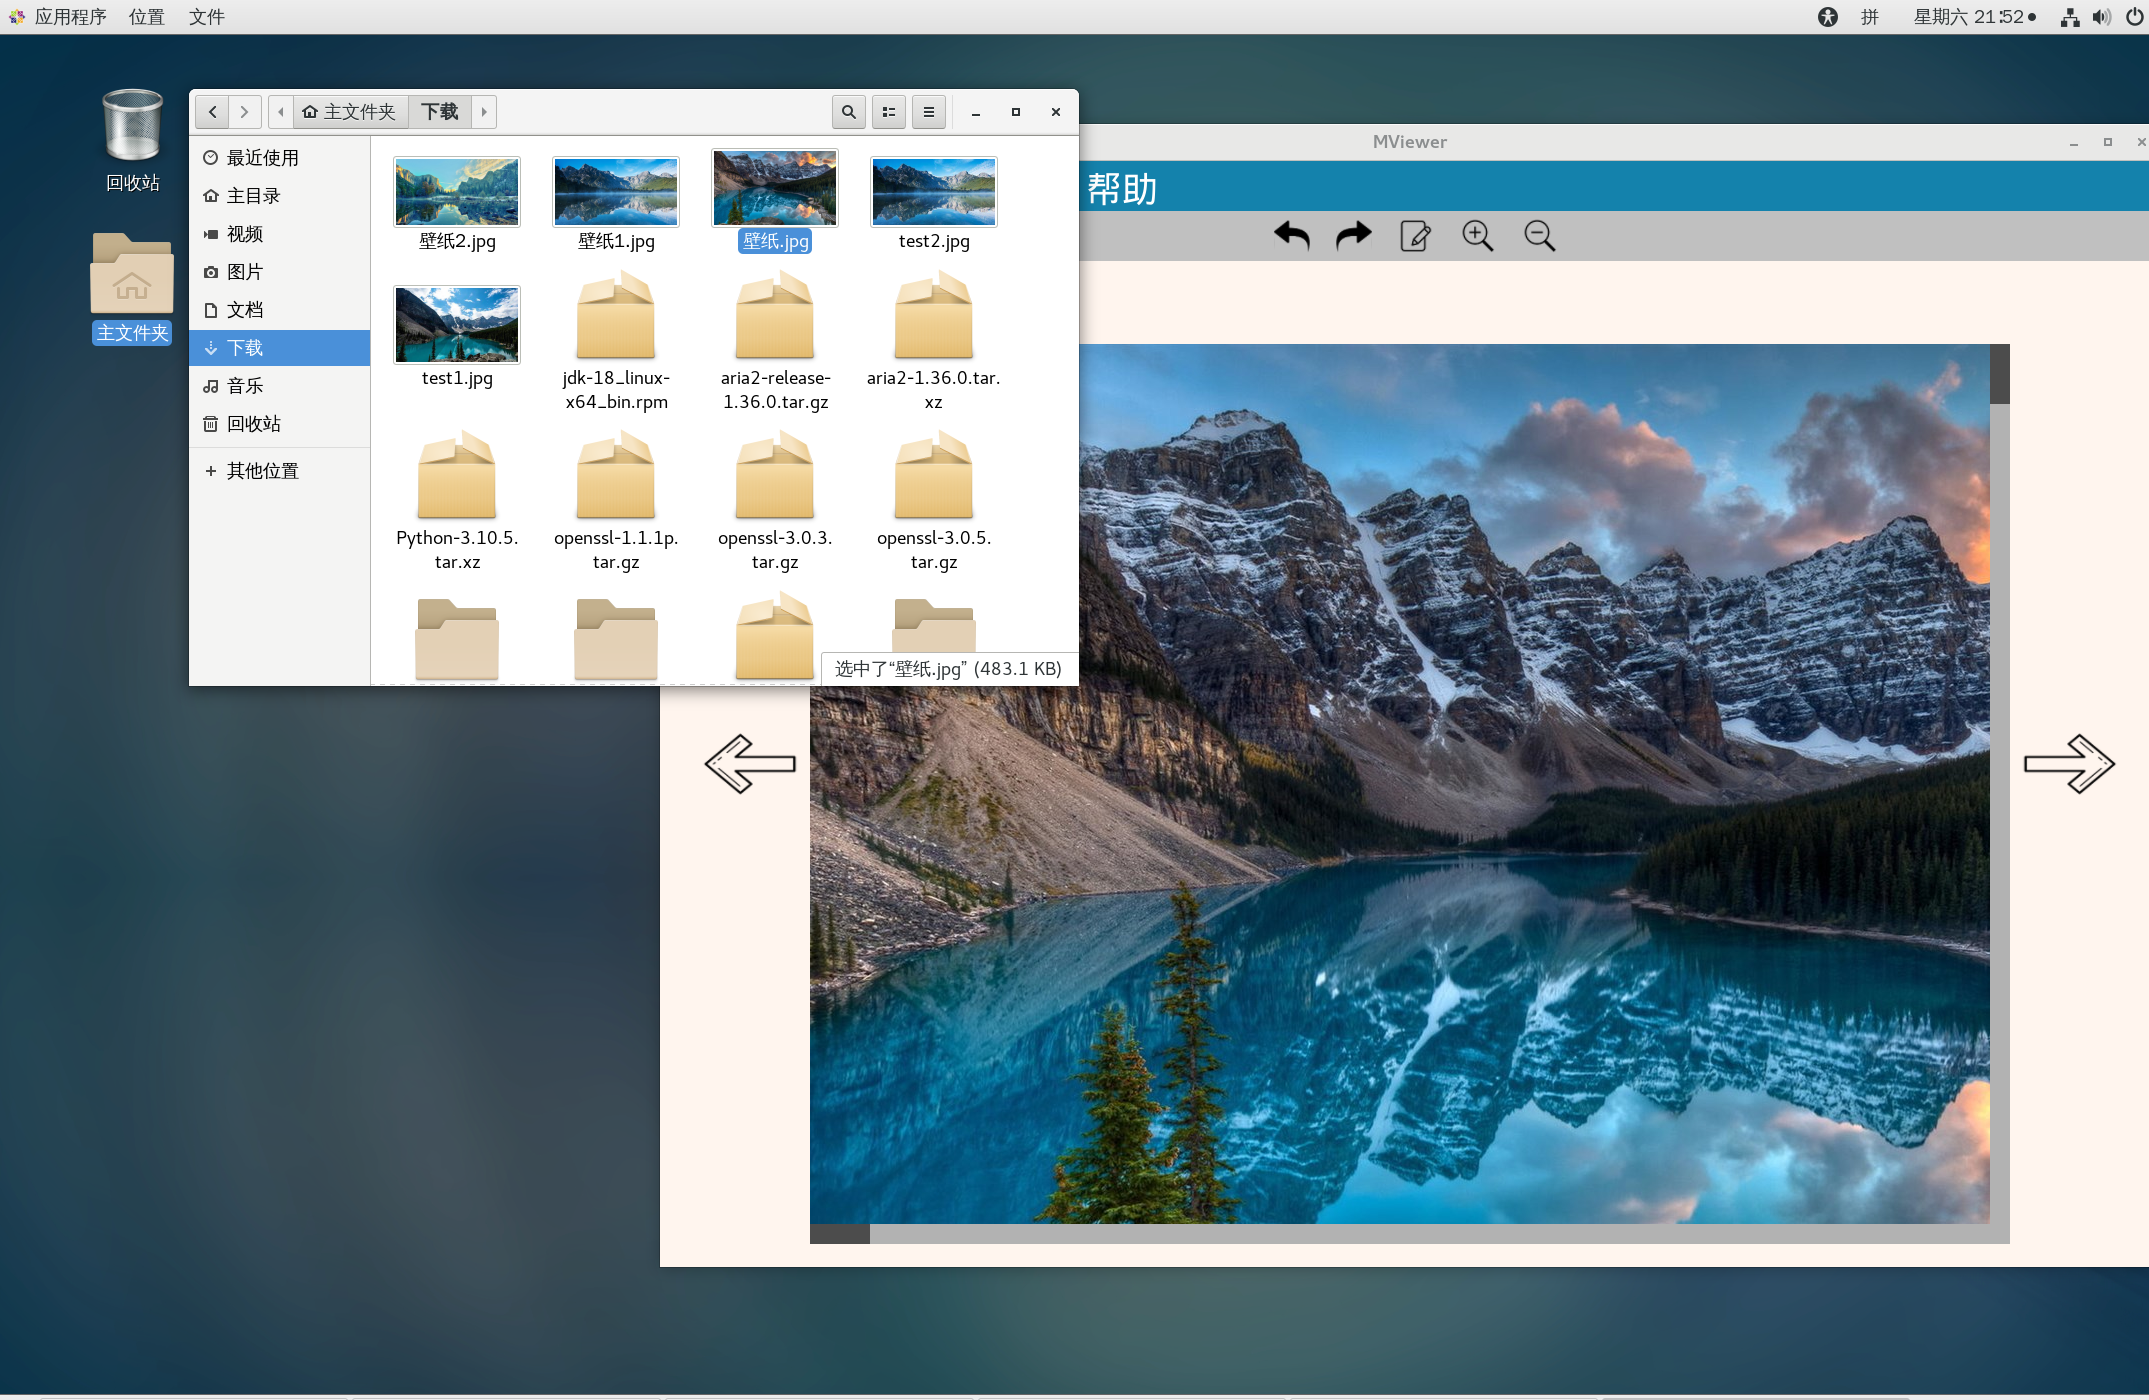 应用程序 位置 文件 拼 星期六 21:52
回收站
主文件夹
主文件夹 下载
最近使用
主目录
视频
图片
文档
下载
音乐
回收站
其他位置
壁纸2.jpg 壁纸1.jpg 壁纸.jpg test2.jpg
test1.jpg
jdk-18_linux-
x64_bin.rpm
aria2-release-
1.36.0.tar.gz
aria2-1.36.0.tar.
xz
Python-3.10.5.
tar.xz
openssl-1.1.1p.
tar.gz
openssl-3.0.3.
tar.gz
openssl-3.0.5.
tar.gz
选中了“壁纸.jpg” (483.1 KB)
MViewer
帮助